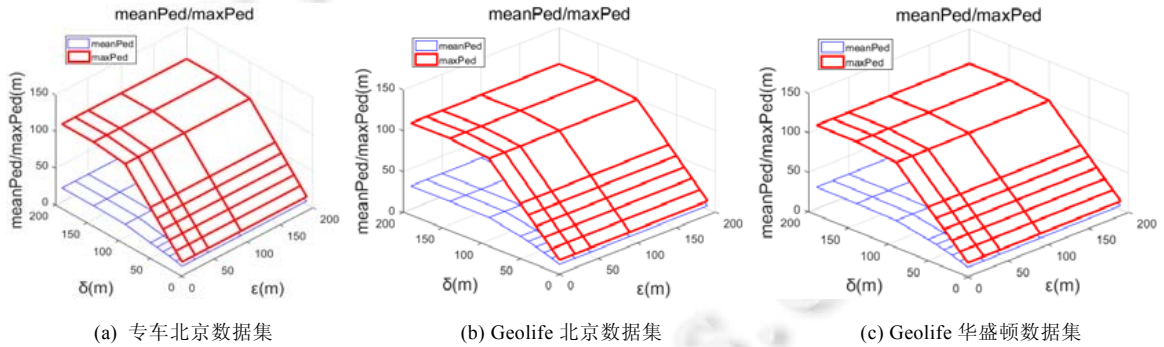 meanPed/maxPed
meanPed
maxPed
meanPed/maxPed(m)
150
100
50
0
200
150
100
50
0
0
50
100
150
200
δ(m)
ε(m)
(a) 专车北京数据集
meanPed/maxPed
meanPed
maxPed
meanPed/maxPed(m)
150
100
50
0
200
150
100
50
0
0
50
100
150
200
δ(m)
ε(m)
(b) Geolife 北京数据集
meanPed/maxPed
meanPed
maxPed
meanPed/maxPed(m)
150
100
50
0
200
150
100
50
0
0
50
100
150
200
δ(m)
ε(m)
(c) Geolife 华盛顿数据集